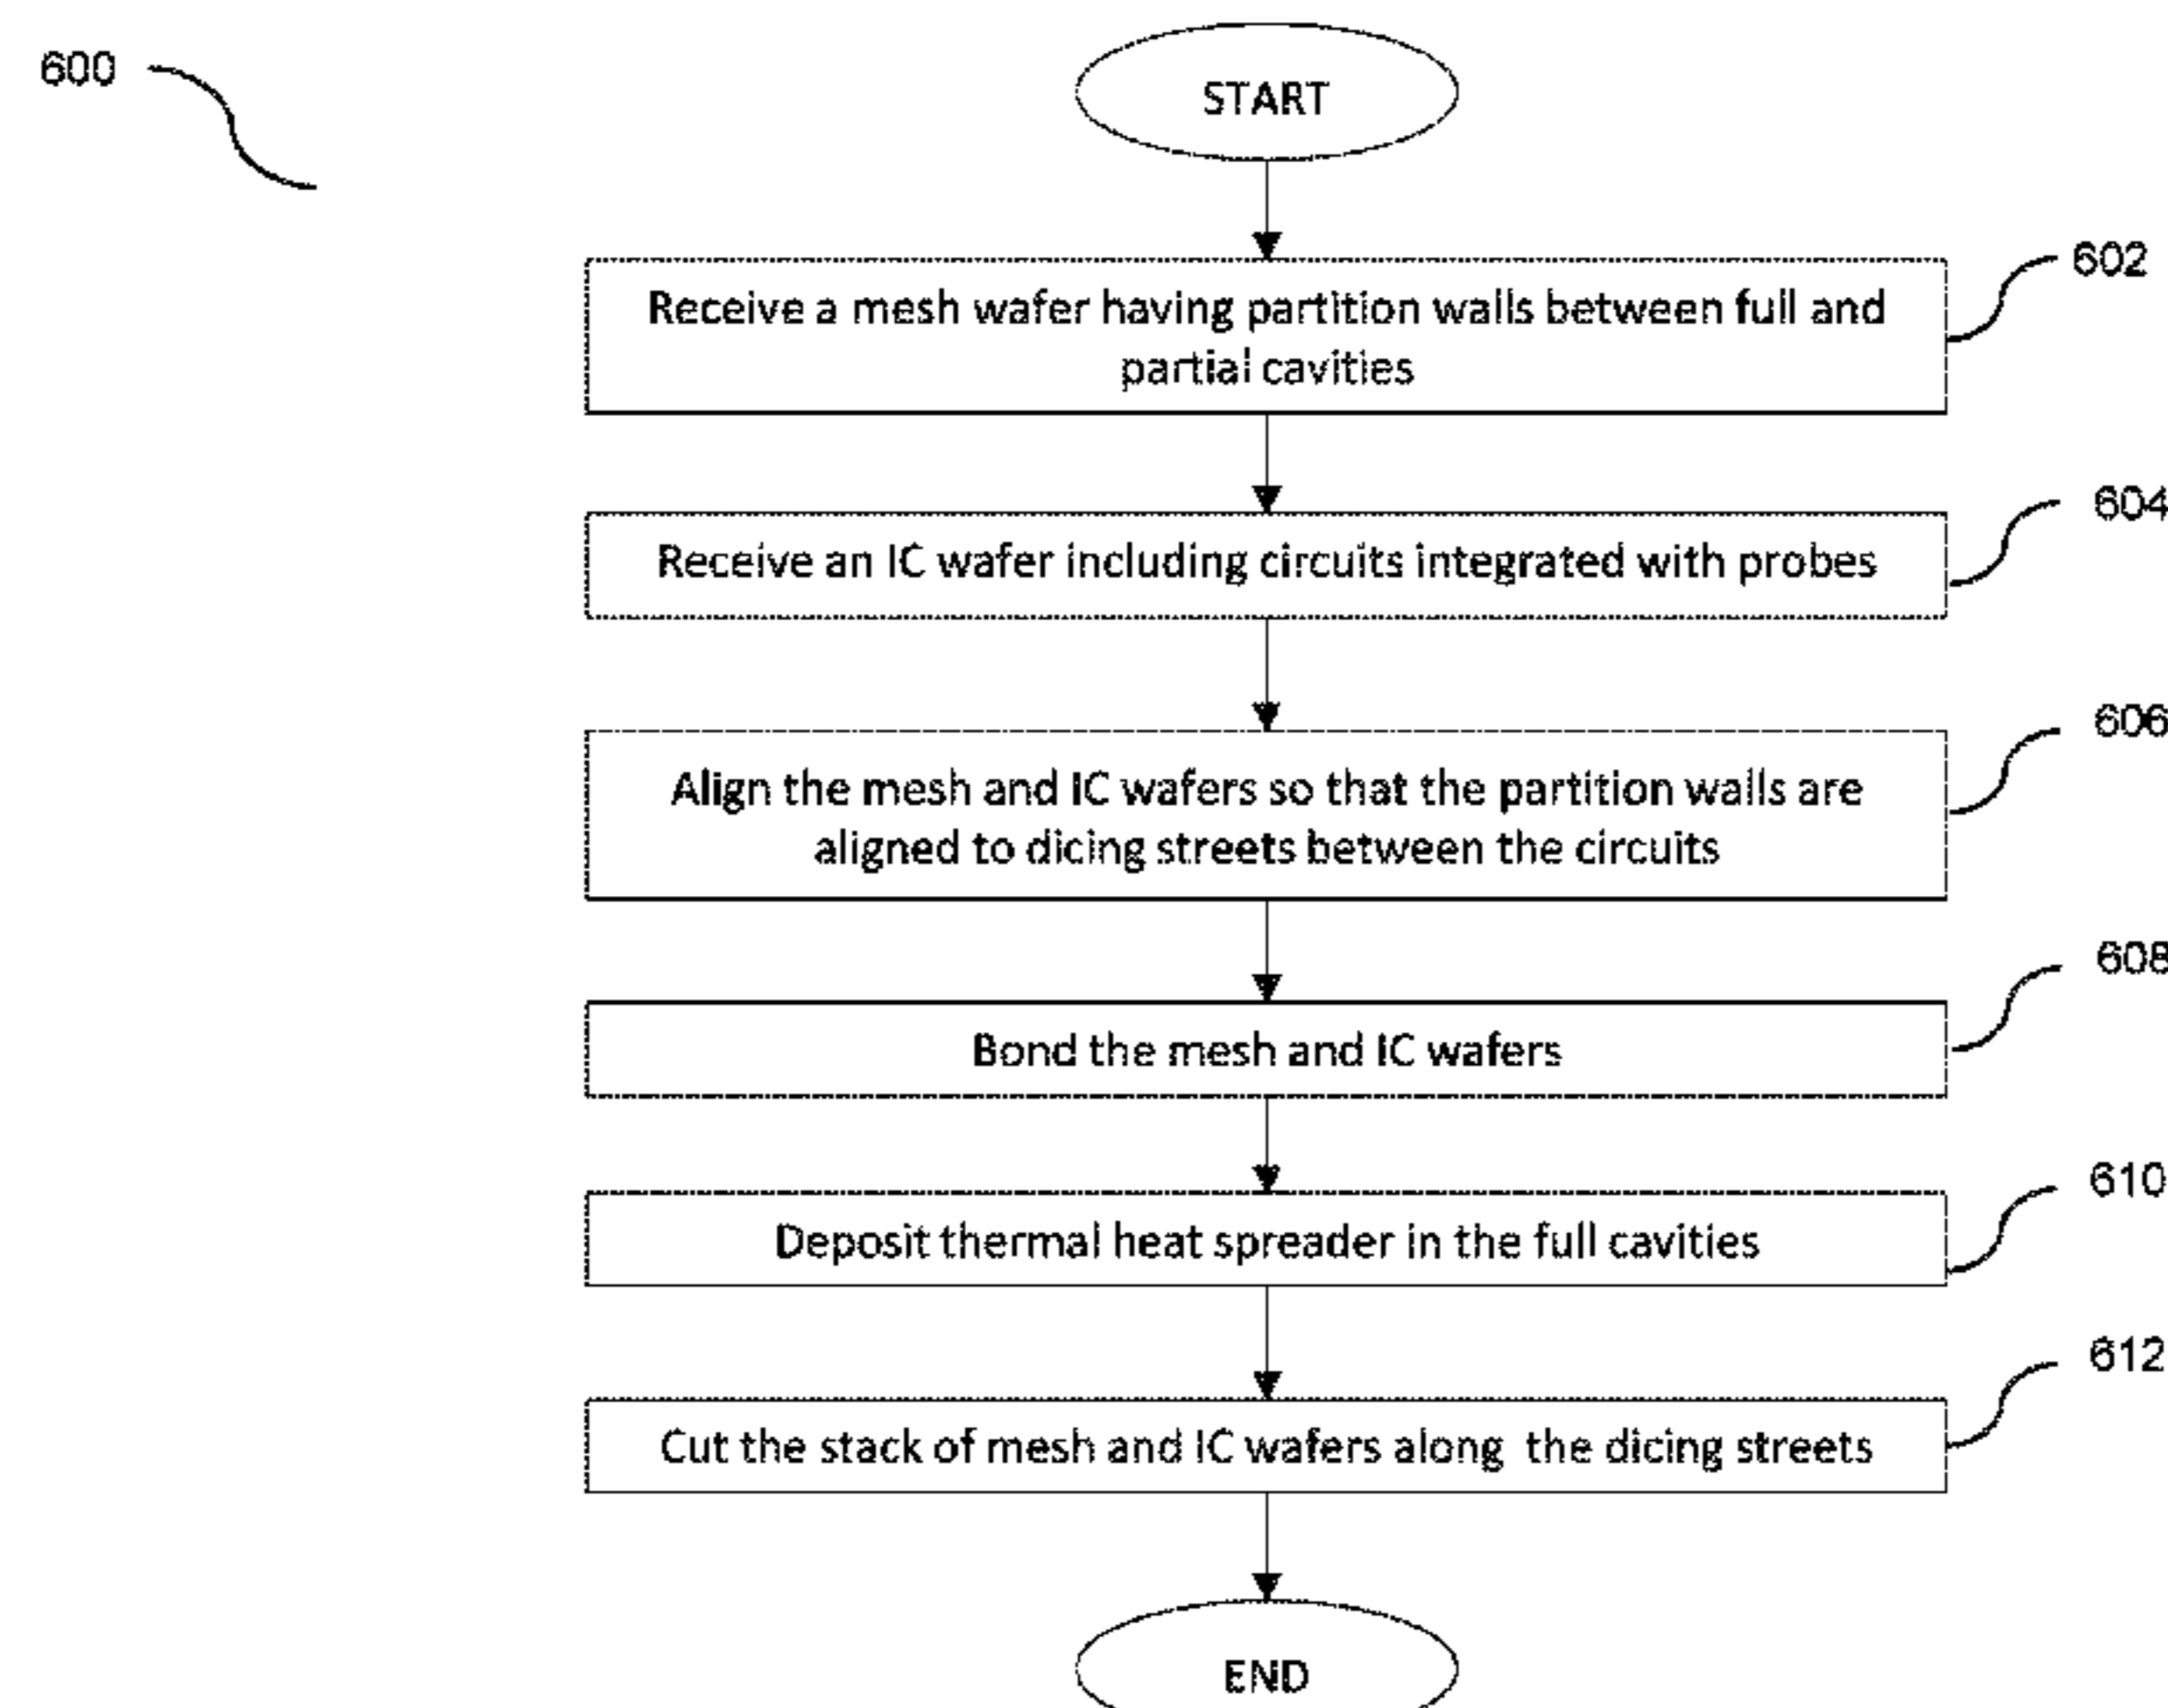 600
START
602
Receive a mesh wafer having partition walls between full and
partial cavities
604
Receive an IC wafer including circuits integrated with probes
606
Align the mesh and IC wafers so that the partition walls are
aligned to dicing streets between the circuits
608
Bond the mesh and IC wafers
610
Deposit thermal heat spreader in the full cavities
612
Cut the stack of mesh and IC wafers along the dicing streets
END